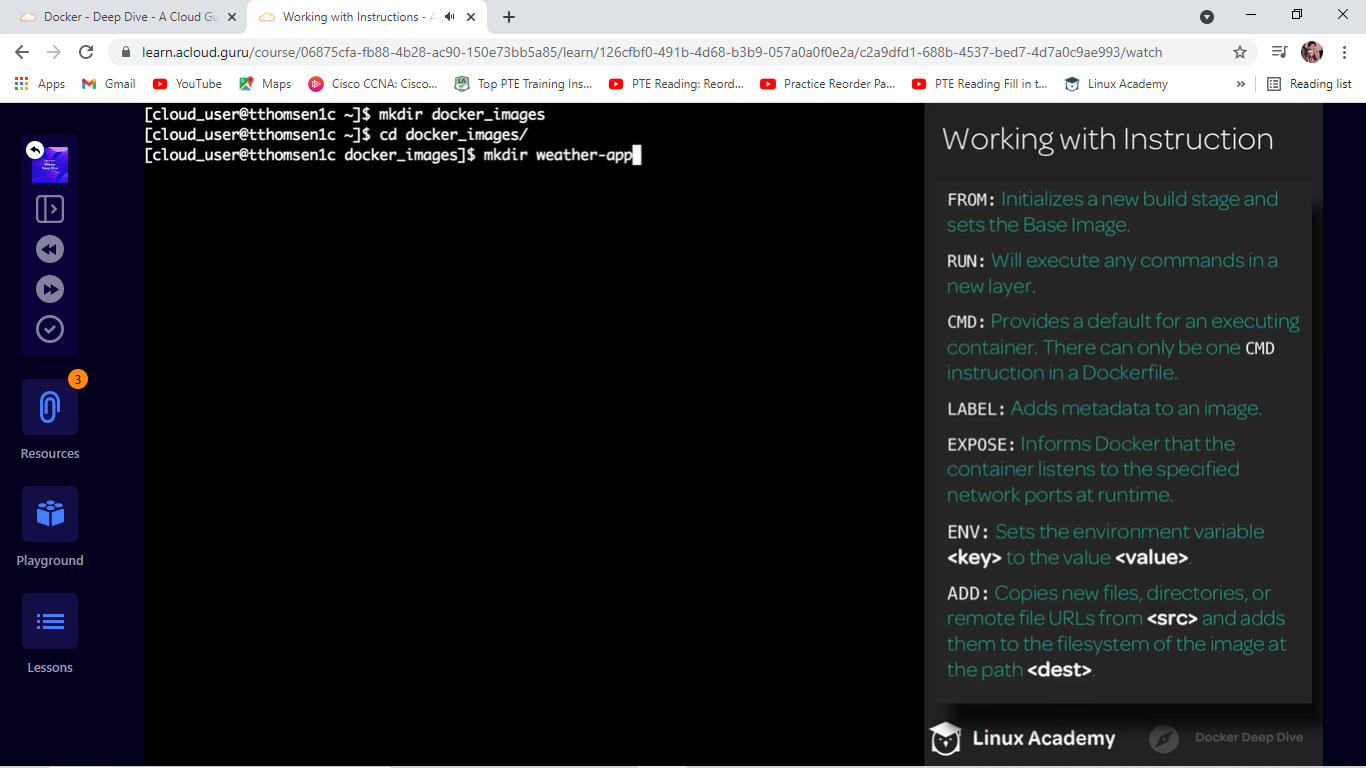 Docker - Deep Dive - A Cloud Gu
Working with Instructions - A
learn.acloud.guru/course/06875cfa-fb88-4b28-ac90-150e73bb5a85/learn/126cfbf0-491b-4d68-b3b9-057a0a0f0e2a/c2a9dfd1-688b-4537-bed7-4d7a0c9ae993/watch
Apps Gmail YouTube Maps Cisco CCNA: Cisco... Top PTE Training Ins... PTE Reading: Reord... Practice Reorder Pa... PTE Reading Fill in t... Linux Academy » Reading list
[cloud_user@tthomsen1c ~]$ mkdir docker_images
[cloud_user@tthomsen1c ~]$ cd docker_images/
[cloud_user@tthomsen1c docker_images]$ mkdir weather-app
3
Resources
Playground
Lessons
Working with Instruction
FROM: Initializes a new build stage and
sets the Base Image.
RUN: Will execute any commands in a
new layer.
CMD: Provides a default for an executing
container. There can only be one CMD
instruction in a Dockerfile.
LABEL: Adds metadata to an image.
EXPOSE: Informs Docker that the
container listens to the specified
network ports at runtime.
ENV: Sets the environment variable
<key> to the value <value>.
ADD: Copies new files, directories, or
remote file URLs from <src> and adds
them to the filesystem of the image at
the path <dest>.
Linux Academy
Docker Deep Dive